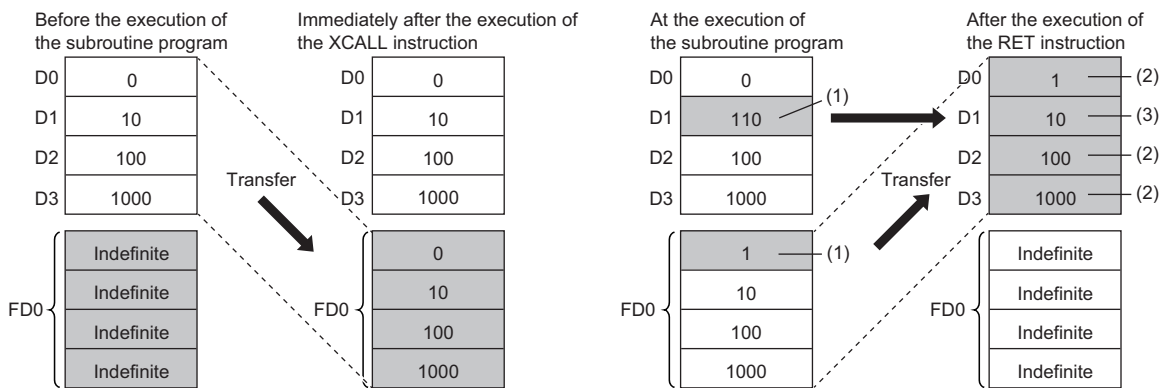 Before the execution of
the subroutine program
D0 0
D1 10
D2 100
D3 1000
FD0
Indefinite
Indefinite
Indefinite
Indefinite
Transfer
Immediately after the execution of
the XCALL instruction
D0 0
D1 10
D2 100
D3 1000
FD0
0
10
100
1000
At the execution of
the subroutine program
D0 0
D1 110 (1)
D2 100
D3 1000
FD0
1 (1)
10
100
1000
Transfer
After the execution of
the RET instruction
D0 1 (2)
D1 10 (3)
D2 100 (2)
D3 1000 (2)
FD0
Indefinite
Indefinite
Indefinite
Indefinite